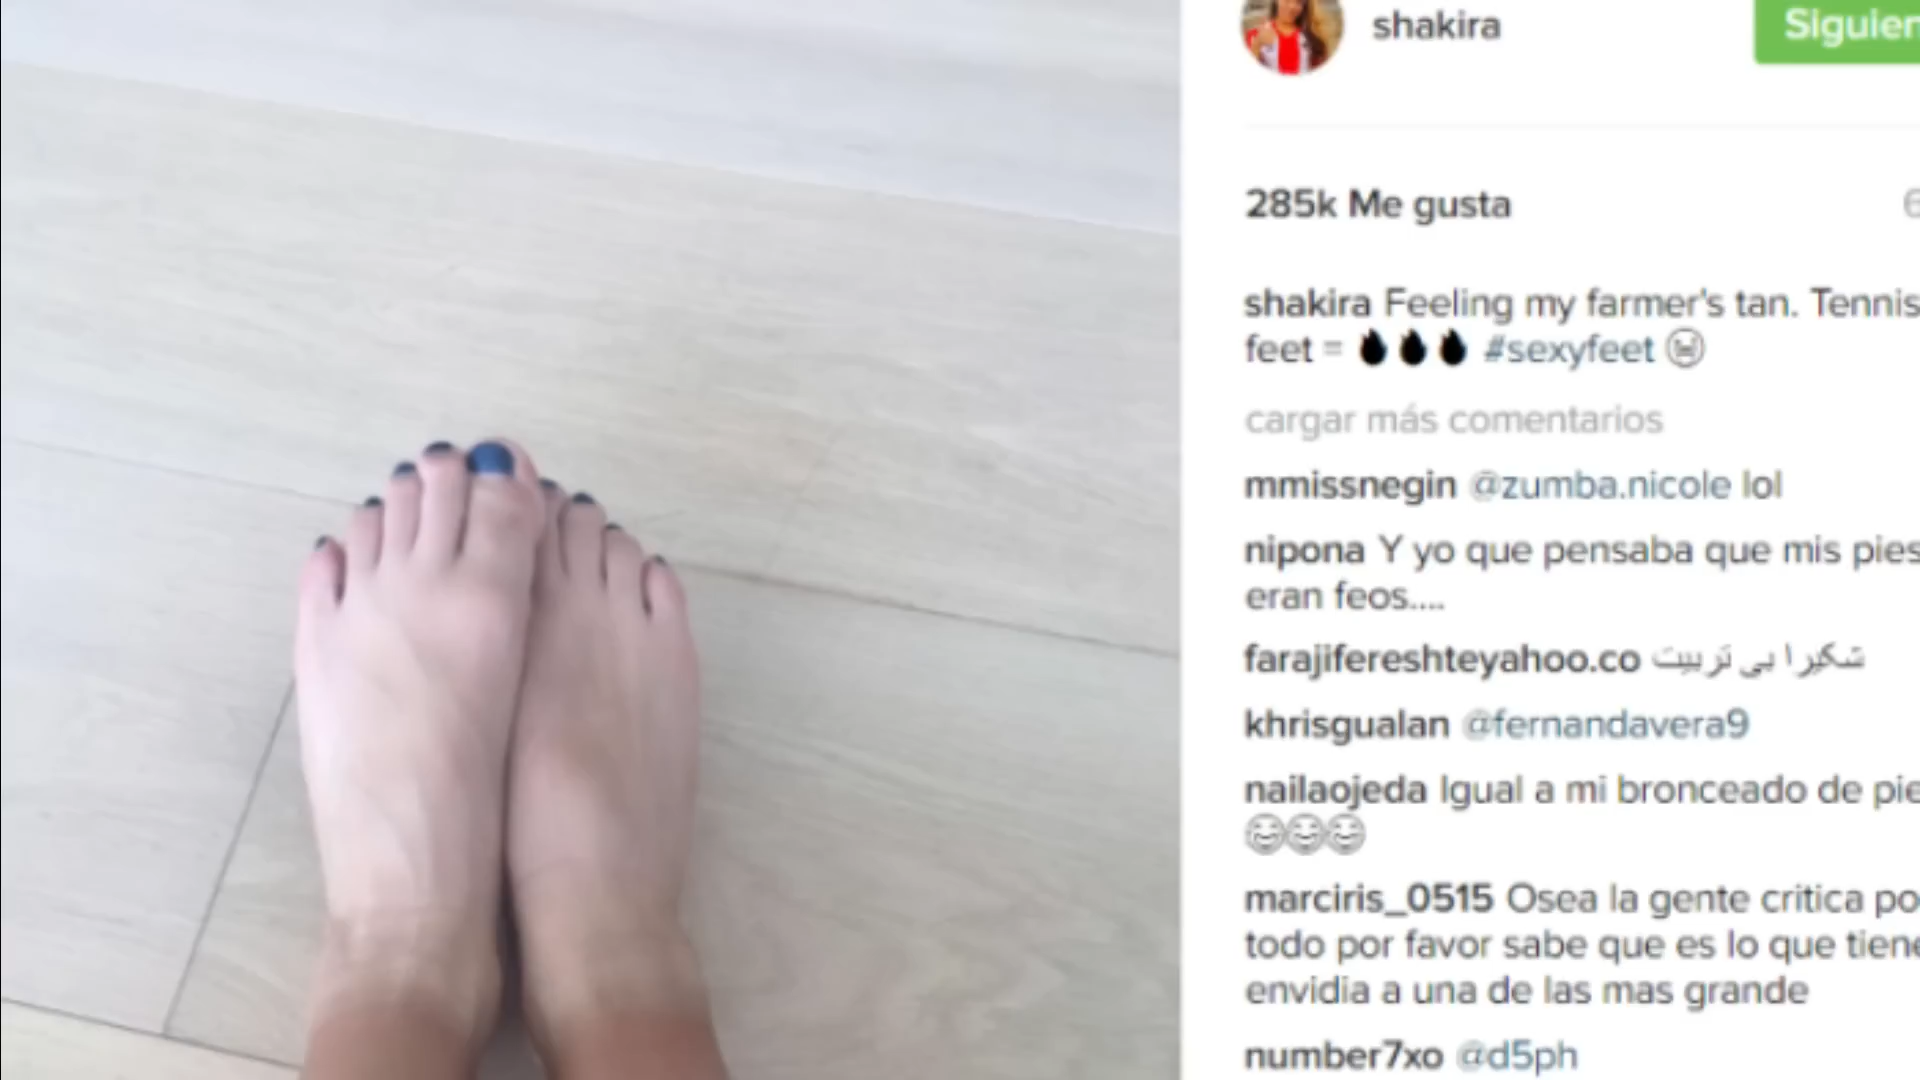 shakira
Siguien
285k Me gusta
6
shakira Feeling my farmer's tan. Tennis
feet = #sexyfeet
cargar más comentarios
mmissnegin @zumba.nicole lol
nipona Y yo que pensaba que mis pies
eran feos....
farajifereshteyahoo.co شکیرا بی تربیت
khrisgualan @fernandavera9
nailaojeda Igual a mi bronceado de pie
marciris_0515 Osea la gente critica po
todo por favor sabe que es lo que tiene
envidia a una de las mas grande
number7xo @d5ph